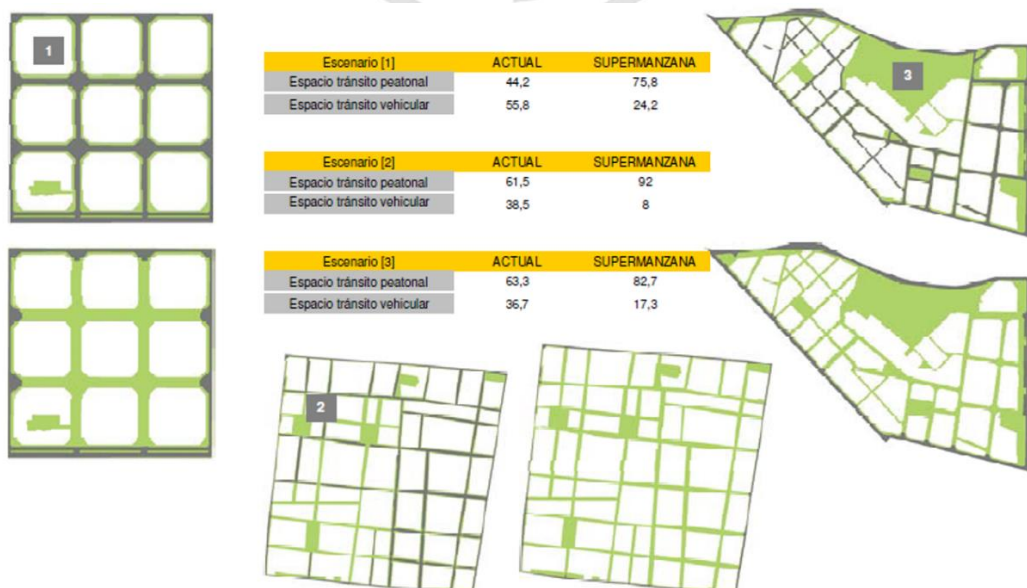 1
Escenario [1] ACTUAL SUPERMANZANA
Espacio tránsito peatonal 44,2 75,8
Espacio tránsito vehicular 55,8 24,2
3
Escenario [2] ACTUAL SUPERMANZANA
Espacio tránsito peatonal 61,5 92
Espacio tránsito vehicular 38,5 8
Escenario [3] ACTUAL SUPERMANZANA
Espacio tránsito peatonal 63,3 82,7
Espacio tránsito vehicular 36,7 17,3
2